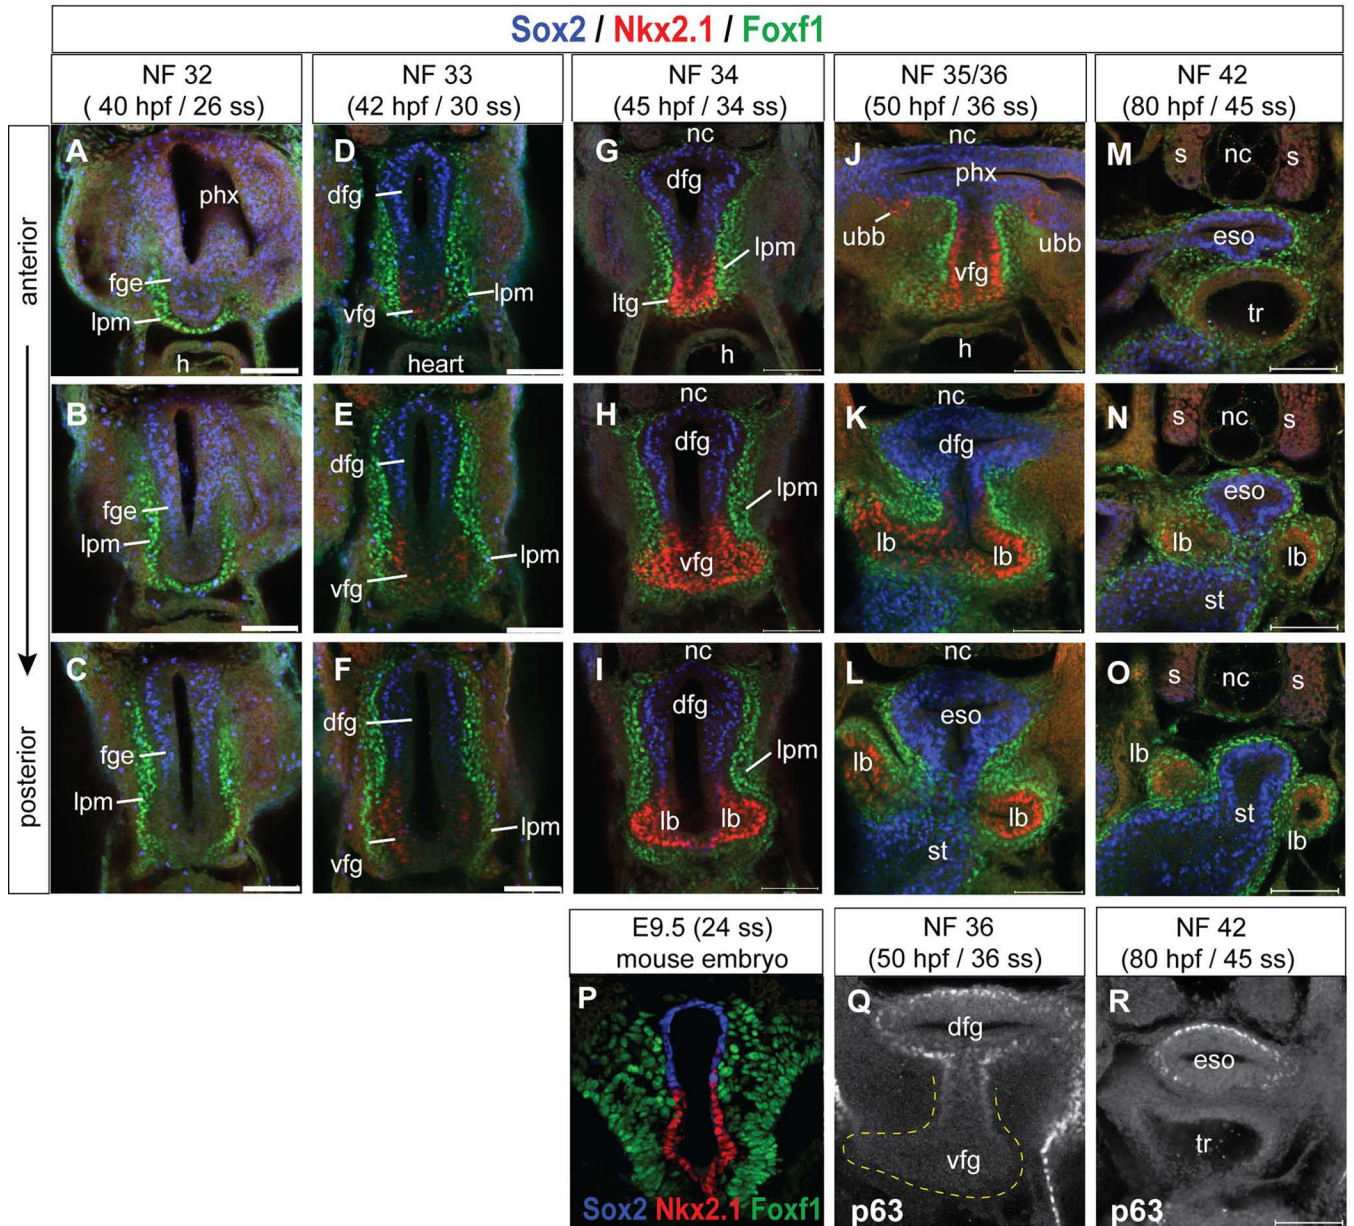 Sox2 / Nkx2.1 / Foxf1
NF 32
( 40 hpf / 26 ss)
NF 33
(42 hpf / 30 ss)
NF 34
(45 hpf / 34 ss)
NF 35/36
(50 hpf / 36 ss)
NF 42
(80 hpf / 45 ss)
anterior
posterior
A
phx
fge
lpm
h
D
dfg
lpm
vfg
heart
G
nc
dfg
lpm
ltg
h
J
nc
phx
ubb
ubb
vfg
h
M
s
nc
s
eso
tr
B
fge
lpm
E
dfg
lpm
vfg
H
nc
dfg
lpm
vfg
K
nc
dfg
lb
lb
N
s
nc
s
eso
lb
lb
st
C
fge
lpm
F
dfg
lpm
vfg
I
nc
dfg
lpm
lb
lb
L
nc
eso
lb
lb
st
O
s
nc
s
lb
st
lb
E9.5 (24 ss)
mouse embryo
NF 36
(50 hpf / 36 ss)
NF 42
(80 hpf / 45 ss)
P
Sox2 Nkx2.1 Foxf1
Q
dfg
vfg
p63
R
eso
tr
p63